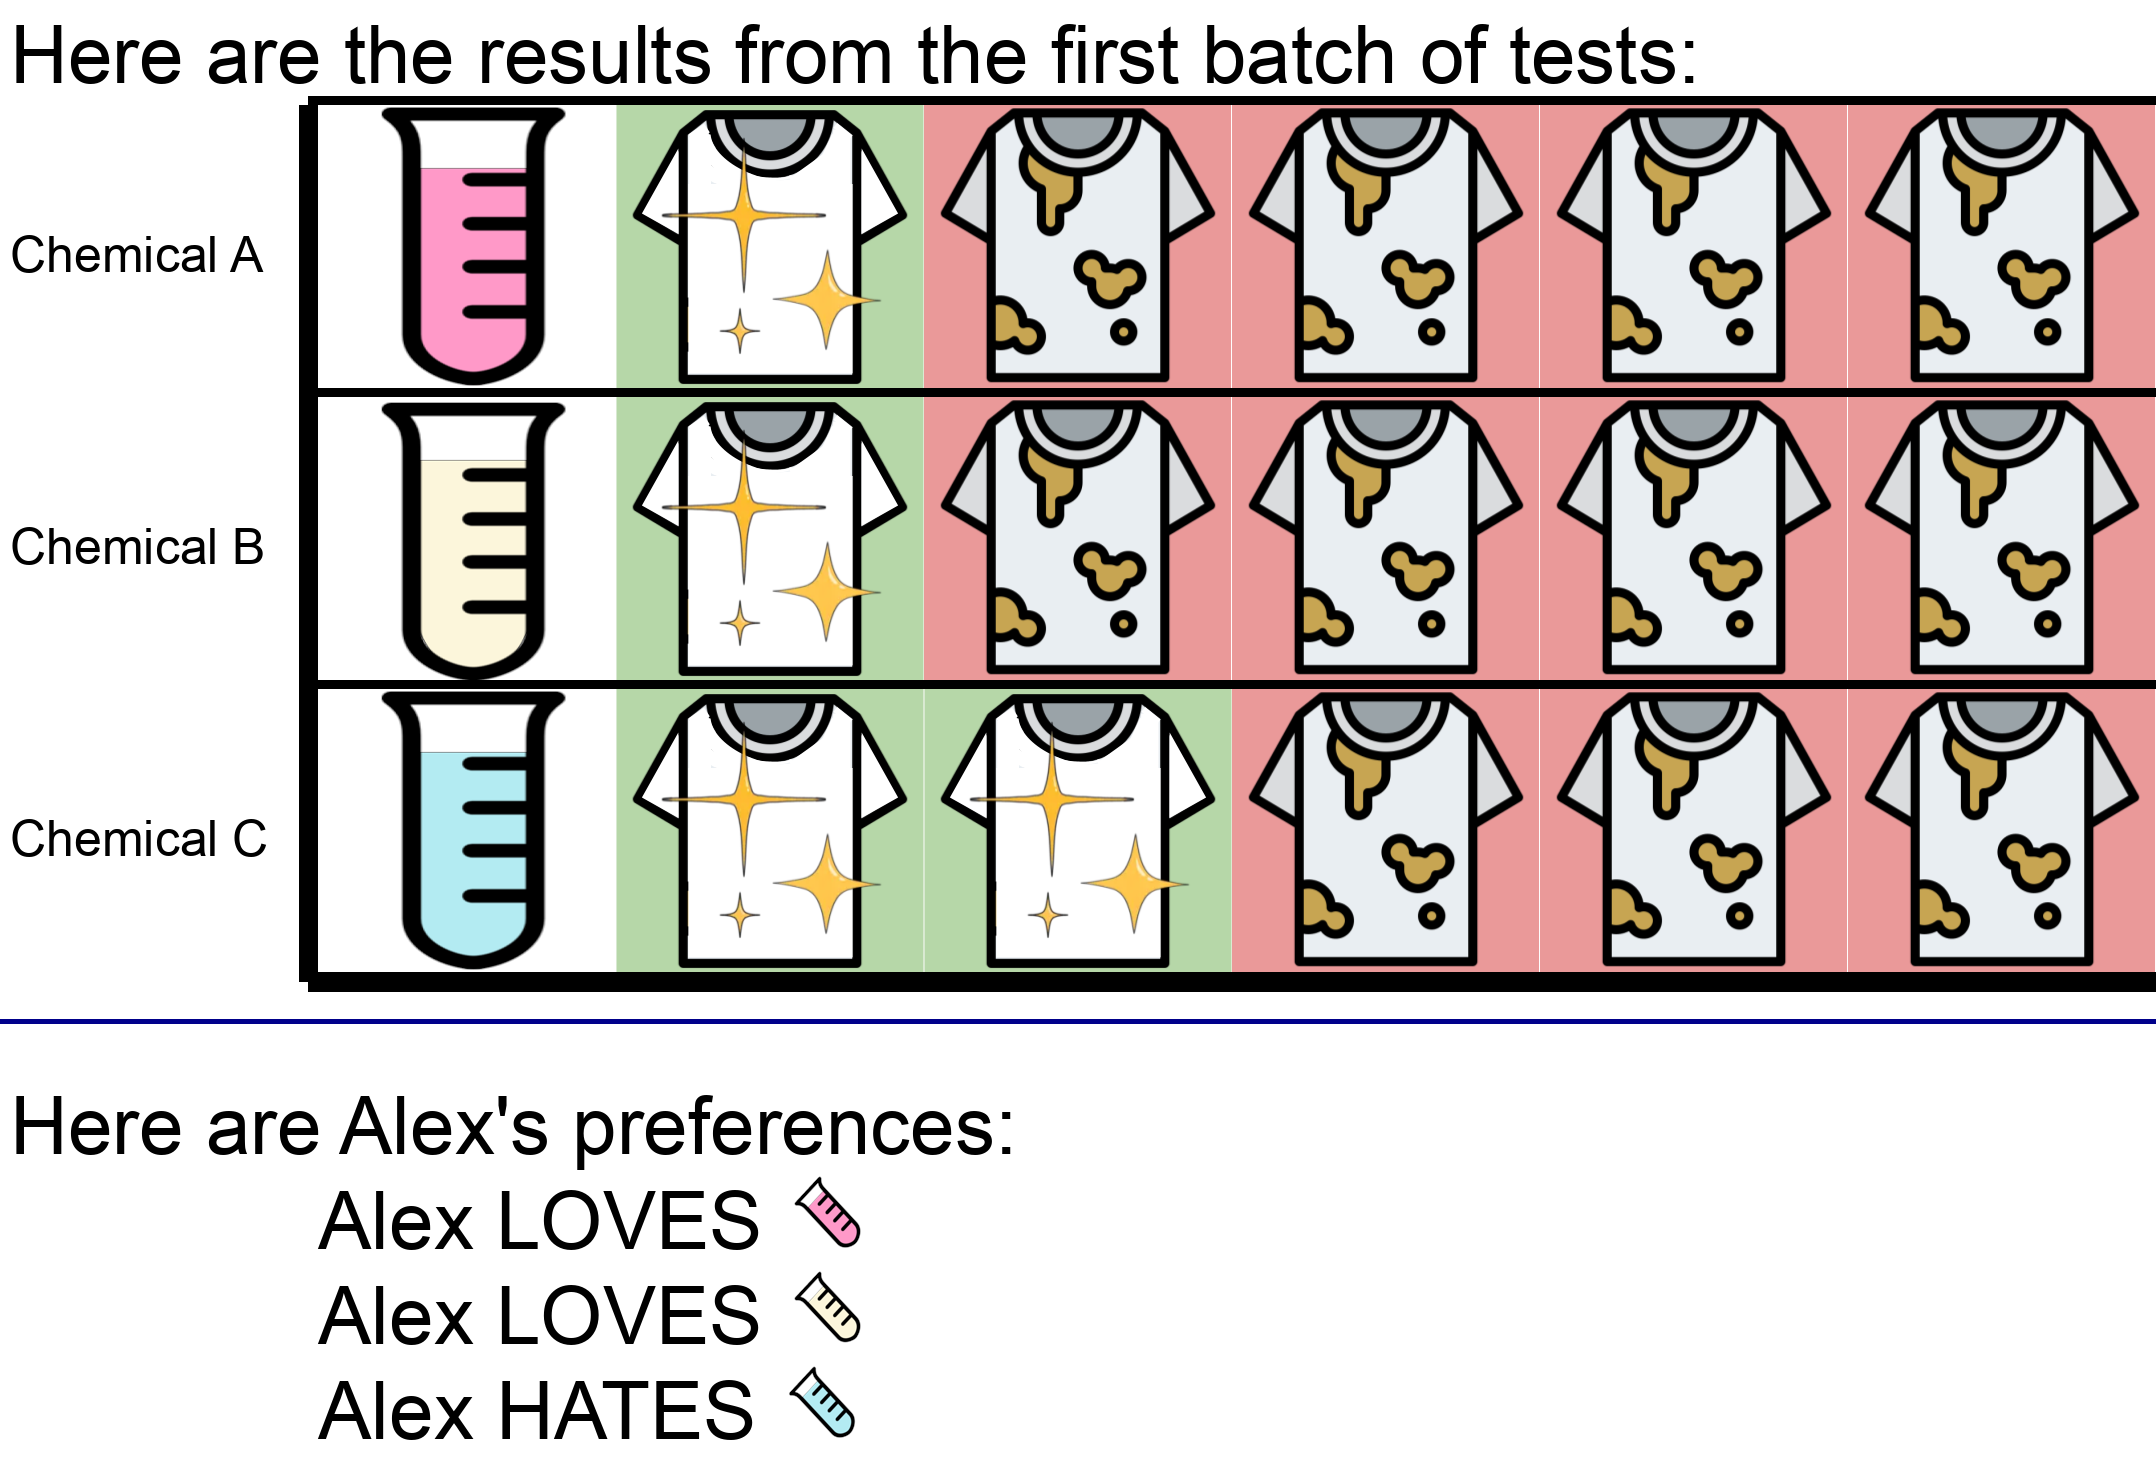 Here are the results from the first batch of tests:
Chemical A
Chemical B
Chemical C
Here are Alex's preferences:
Alex LOVES
Alex LOVES
Alex HATES